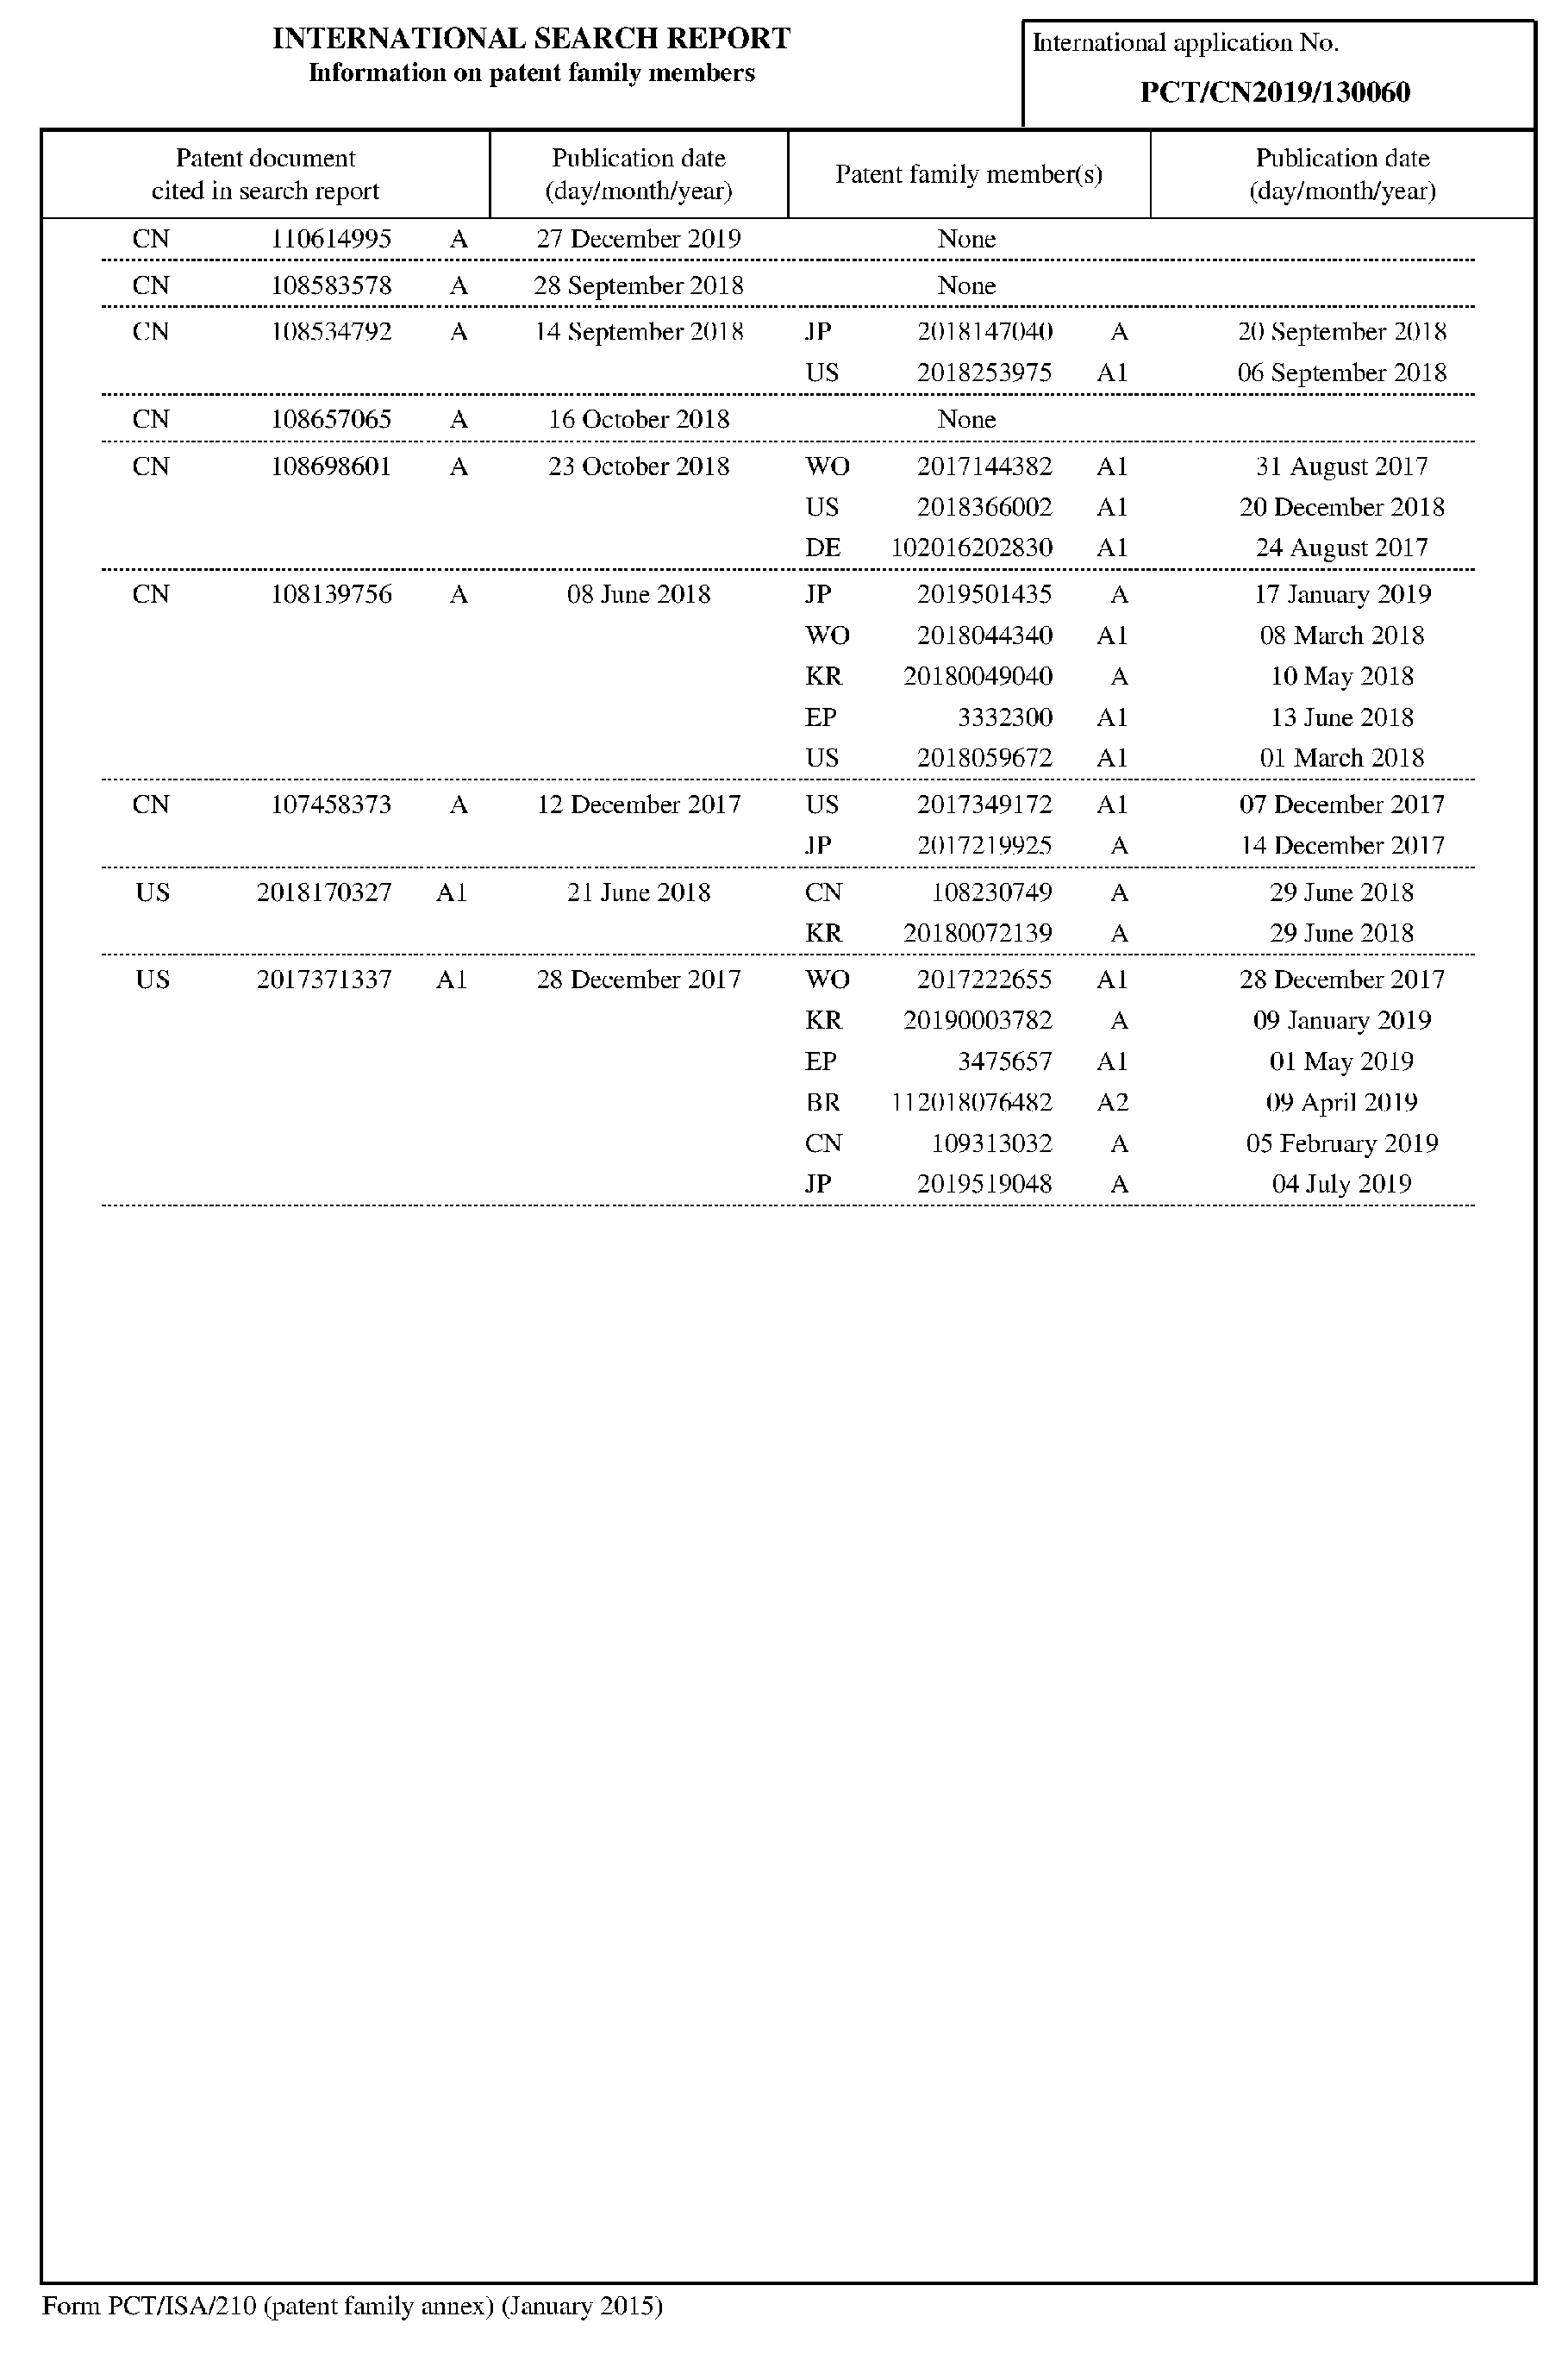 INTERNATIONAL SEARCH REPORT
Information on patent family members
International application No.
PCT/CN2019/130060
Patent document cited in search report
Publication date (day/month/year)
Patent family member(s)
Publication date (day/month/year)
CN 110614995 A 27 December 2019 None
CN 108583578 A 28 September 2018 None
CN 108534792 A 14 September 2018 JP 2018147040 A 20 September 2018
US 2018253975 A1 06 September 2018
CN 108657065 A 16 October 2018 None
CN 108698601 A 23 October 2018 WO 2017144382 A1 31 August 2017
US 2018366002 A1 20 December 2018
DE 102016202830 A1 24 August 2017
CN 108139756 A 08 June 2018 JP 2019501435 A 17 January 2019
WO 2018044340 A1 08 March 2018
KR 20180049040 A 10 May 2018
EP 3332300 A1 13 June 2018
US 2018059672 A1 01 March 2018
CN 107458373 A 12 December 2017 US 2017349172 A1 07 December 2017
JP 2017219925 A 14 December 2017
US 2018170327 A1 21 June 2018 CN 108230749 A 29 June 2018
KR 20180072139 A 29 June 2018
US 2017371337 A1 28 December 2017 WO 2017222655 A1 28 December 2017
KR 20190003782 A 09 January 2019
EP 3475657 A1 01 May 2019
BR 112018076482 A2 09 April 2019
CN 109313032 A 05 February 2019
JP 2019519048 A 04 July 2019
Form PCT/ISA/210 (patent family annex) (January 2015)